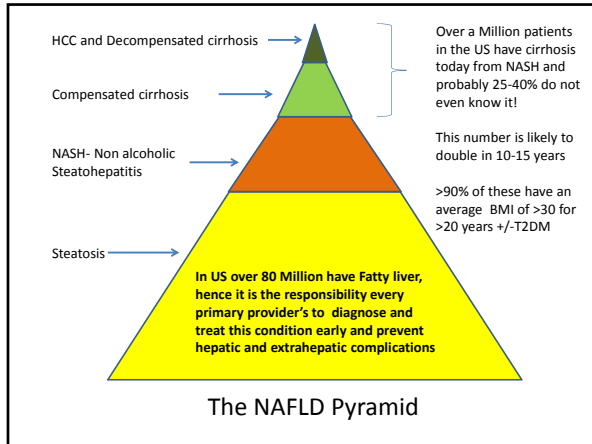 HCC and Decompensated cirrhosis
Compensated cirrhosis
NASH- Non alcoholic
Steatohepatitis
Steatosis
Over a Million patients
in the US have cirrhosis
today from NASH and
probably 25-40% do not
even know it!
This number is likely to
double in 10-15 years
>90% of these have an
average BMI of >30 for
>20 years +/-T2DM
In US over 80 Million have Fatty liver,
hence it is the responsibility every
primary provider's to diagnose and
treat this condition early and prevent
hepatic and extrahepatic complications
The NAFLD Pyramid